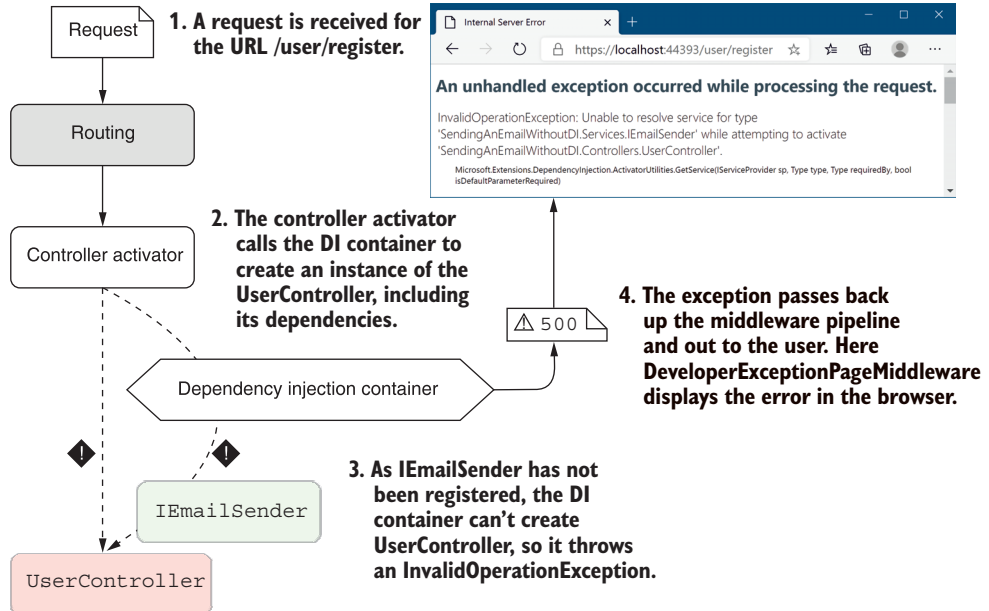 Request
1. A request is received for
the URL /user/register.
Internal Server Error
https://localhost:44393/user/register
An unhandled exception occurred while processing the request.
InvalidOperationException: Unable to resolve service for type
'SendingAnEmailWithoutDI.Services.IEmailSender' while attempting to activate
'SendingAnEmailWithoutDI.Controllers.UserController'.
Microsoft.Extensions.DependencyInjection.ActivatorUtilities.GetService(IServiceProvider sp, Type type, Type requiredBy, bool
isDefaultParameterRequired)
Routing
2. The controller activator
calls the DI container to
create an instance of the
UserController, including
its dependencies.
Controller activator
4. The exception passes back
up the middleware pipeline
and out to the user. Here
DeveloperExceptionPageMiddleware
displays the error in the browser.
500
Dependency injection container
3. As IEmailSender has not
been registered, the DI
container can’t create
UserController, so it throws
an InvalidOperationException.
IEmailSender
UserController